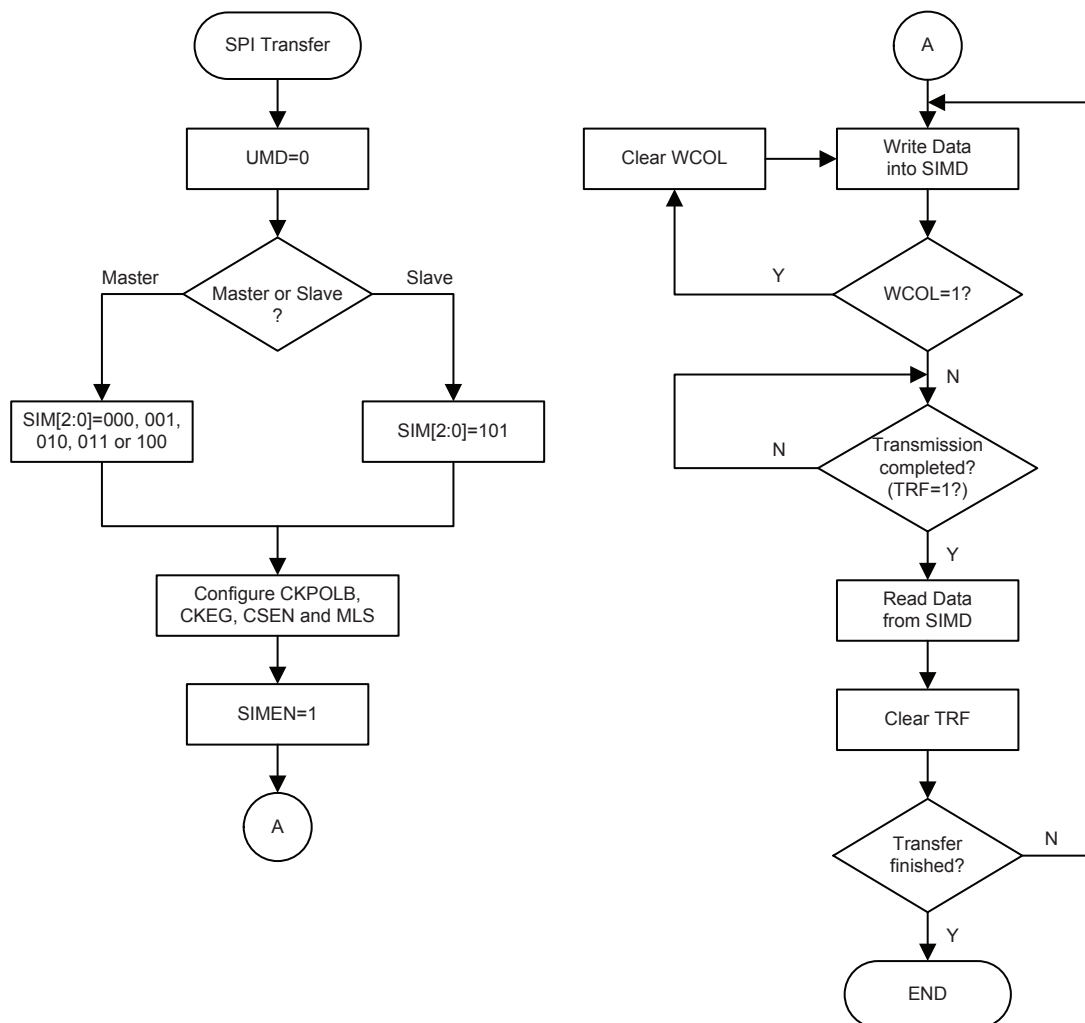 SPI Transfer
UMD=0
Master
Master or Slave
?
Slave
SIM[2:0]=000, 001,
010, 011 or 100
SIM[2:0]=101
Configure CKPOLB,
CKEG, CSEN and MLS
SIMEN=1
A
A
Clear WCOL
Write Data
into SIMD
Y
WCOL=1?
N
N
Transmission
completed?
(TRF=1?)
Y
Read Data
from SIMD
Clear TRF
Transfer
finished?
N
Y
END